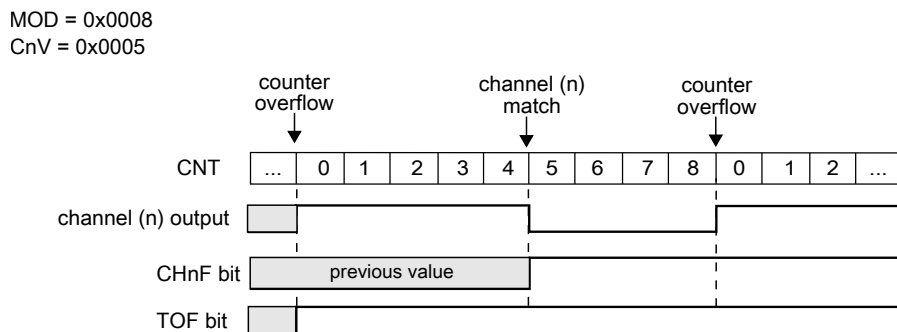 MOD = 0x0008
CnV = 0x0005
counter
overflow
channel (n)
match
counter
overflow
CNT ... 0 1 2 3 4 5 6 7 8 0 1 2 ...
channel (n) output
CHnF bit previous value
TOF bit